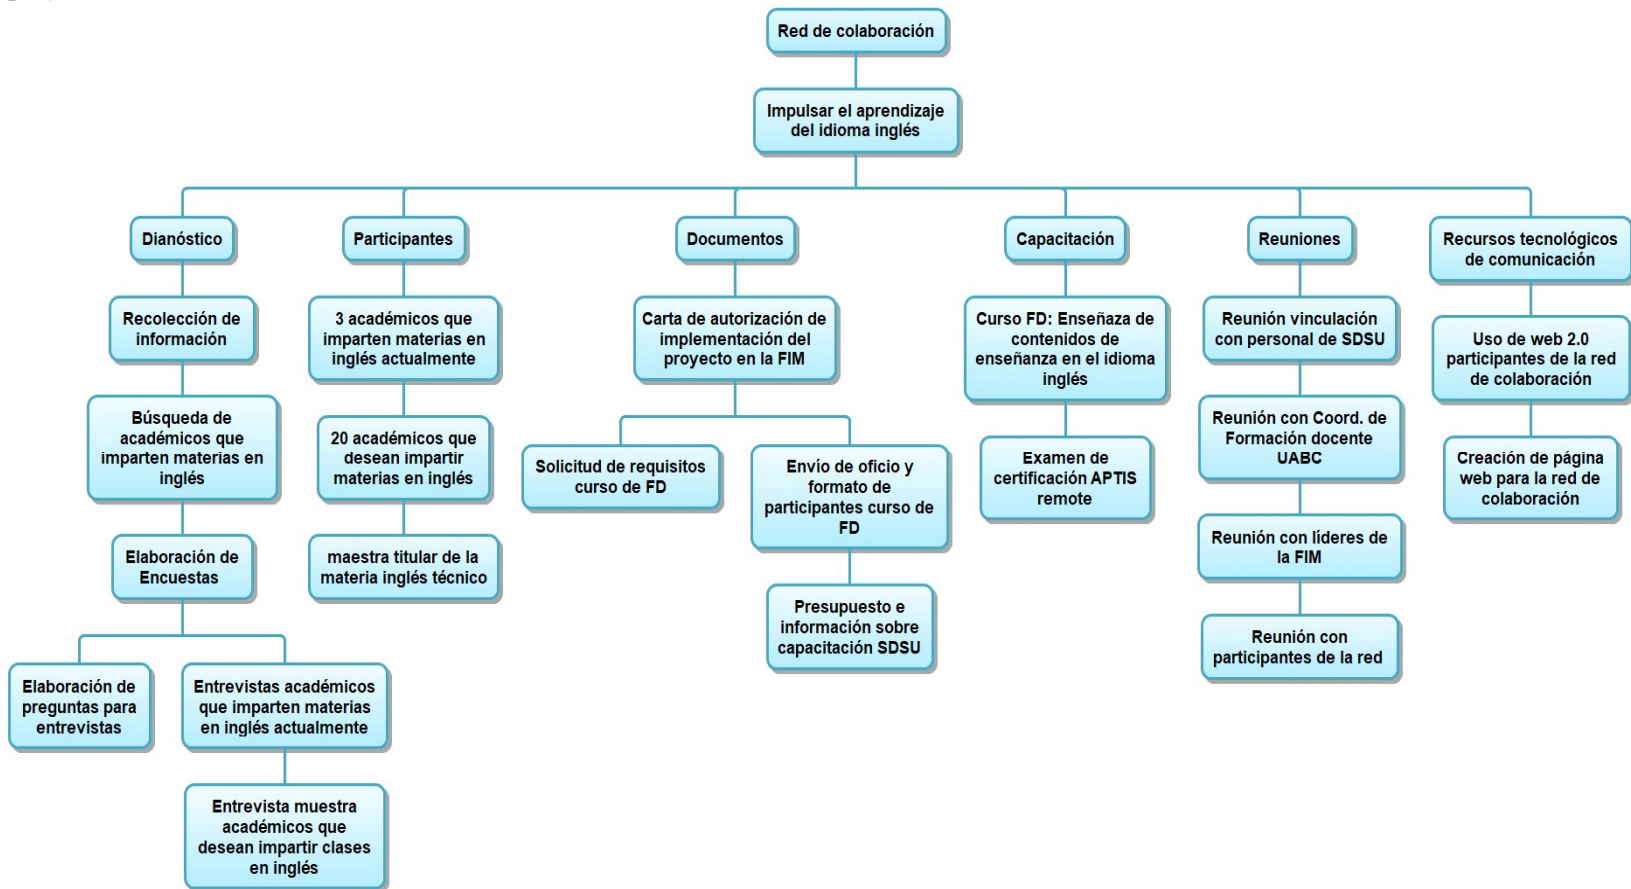 Red de colaboración
Impulsar el aprendizaje
del idioma inglés
Dianóstico
Recolección de
información
Búsqueda de
académicos que
imparten materias en
inglés
Elaboración de
Encuestas
Elaboración de
preguntas para
entrevistas
Entrevistas académicos
que imparten materias
en inglés actualmente
Entrevista muestra
académicos que
desean impartir clases
en inglés
Participantes
3 académicos que
imparten materias en
inglés actualmente
20 académicos que
desean impartir
materias en inglés
maestra titular de la
materia inglés técnico
Documentos
Carta de autorización de
implementación del
proyecto en la FIM
Solicitud de requisitos
curso de FD
Envío de oficio y
formato de
participantes curso de
FD
Presupuesto e
información sobre
capacitación SDSU
Capacitación
Curso FD: Enseñaza de
contenidos de
enseñanza en el idioma
inglés
Examen de
certificación APTIS
remote
Reuniones
Reunión vinculación
con personal de SDSU
Reunión con Coord. de
Formación docente
UABC
Reunión con líderes de
la FIM
Reunión con
participantes de la red
Recursos tecnológicos
de comunicación
Uso de web 2.0
participantes de la red
de colaboración
Creación de página
web para la red de
colaboración